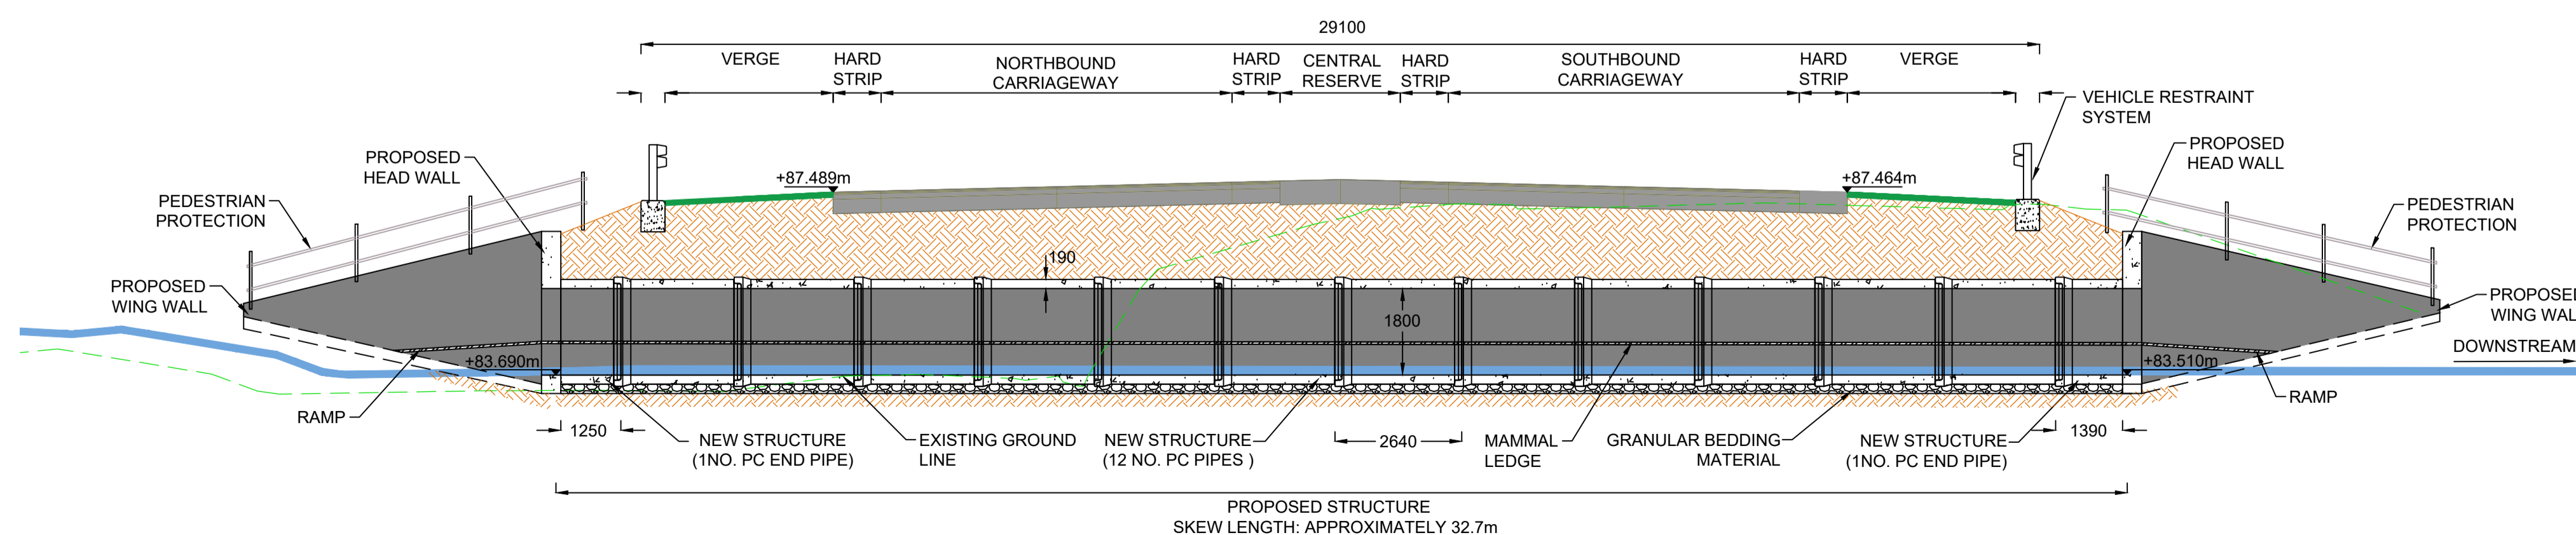 29100
VERGE
HARD
STRIP
NORTHBOUND
CARRIAGEWAY
HARD
STRIP
CENTRAL
RESERVE
HARD
STRIP
SOUTHBOUND
CARRIAGEWAY
HARD
STRIP
VERGE
VEHICLE RESTRAINT
SYSTEM
PROPOSED
HEAD WALL
PROPOSED
HEAD WALL
PEDESTRIAN
PROTECTION
+87.489m
+87.464m
PEDESTRIAN
PROTECTION
190
PROPOSED
WING WALL
1800
PROPOSED
WING WAL
+83.690m
+83.510m
DOWNSTREAM
RAMP
RAMP
1250
NEW STRUCTURE
(1NO. PC END PIPE)
EXISTING GROUND
LINE
NEW STRUCTURE
(12 NO. PC PIPES )
2640
MAMMAL
LEDGE
GRANULAR BEDDING
MATERIAL
NEW STRUCTURE
(1NO. PC END PIPE)
1390
PROPOSED STRUCTURE
SKEW LENGTH: APPROXIMATELY 32.7m